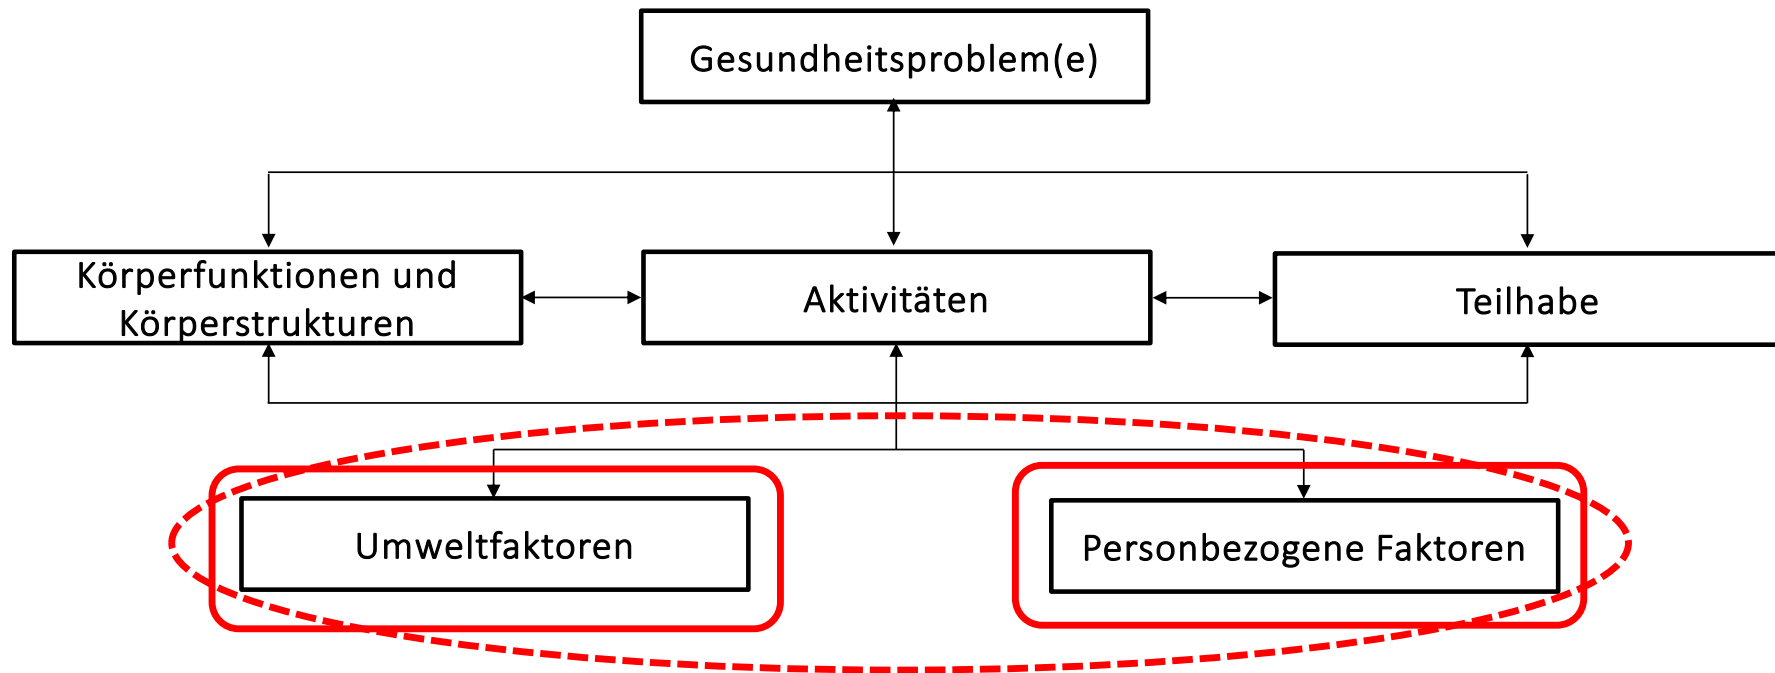 Gesundheitsproblem(e)
Körperfunktionen und
Körperstrukturen
Aktivitäten
Teilhabe
Umweltfaktoren
Personbezogene Faktoren